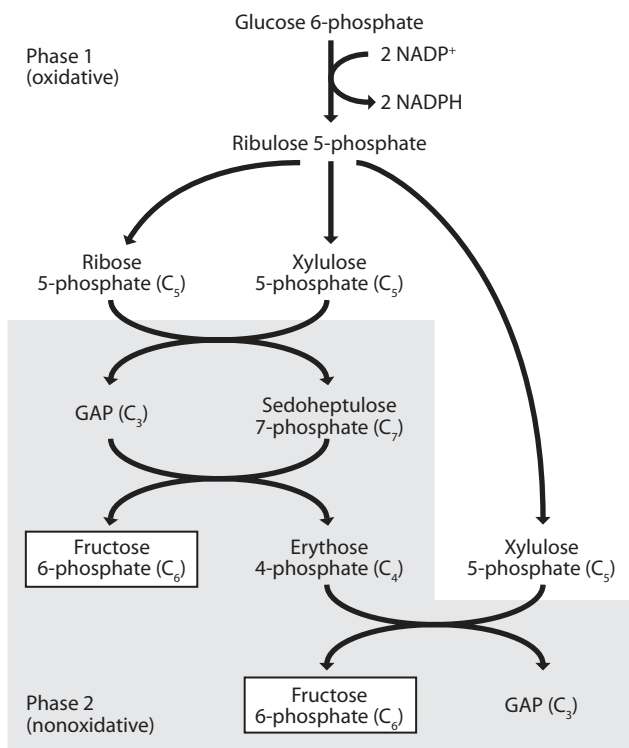 Glucose 6-phosphate
Phase 1
(oxidative)
2 NADP⁺
2 NADPH
Ribulose 5-phosphate
Ribose
5-phosphate (C₅)
Xylulose
5-phosphate (C₅)
GAP (C₃)
Sedoheptulose
7-phosphate (C₇)
Fructose
6-phosphate (C₆)
Erythose
4-phosphate (C₄)
Xylulose
5-phosphate (C₅)
Phase 2
(nonoxidative)
Fructose
6-phosphate (C₆)
GAP (C₃)